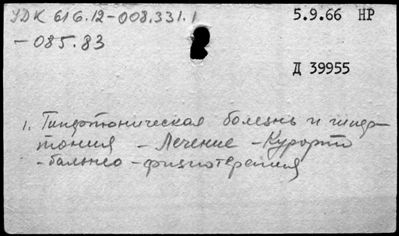 УДК 616.12-008.331.1
-085.83
5.9.66 НР
Д 39955
1. Гипертоническая болезнь и гипер-
тония - Лечение - Курорто
-бальнео - физиотерапия